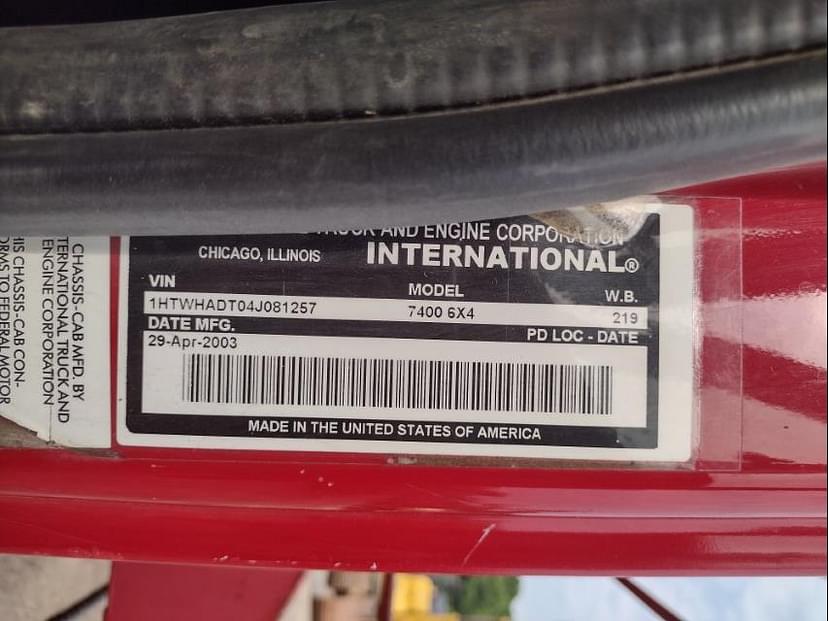 TRUCK AND ENGINE CORPORATION
CHICAGO, ILLINOIS INTERNATIONAL®
VIN MODEL W.B.
1HTWHADT04J081257 7400 6X4 219
DATE MFG. PD LOC - DATE
29-Apr-2003
MADE IN THE UNITED STATES OF AMERICA
CHASSIS-CAB MFD. BY
TERNATIONAL TRUCK AND
ENGINE CORPORATION
HIS CHASSIS-CAB CON-
ORMS TO FEDERAL MOTOR